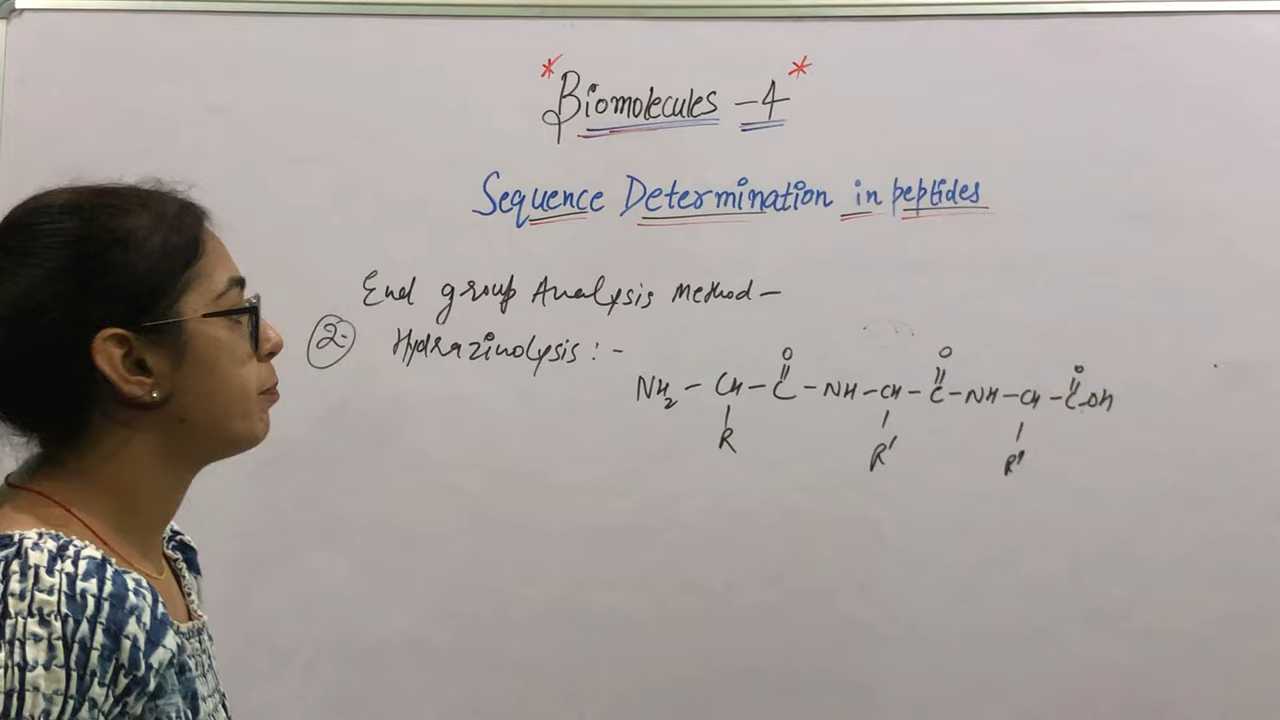 * Biomolecules - 4 *
Sequence Determination in peptides
End group Analysis Method -
2. Hydrazinolysis : -
O O O
NH2 - CH - C - NH - CH - C - NH - CH - C - OH
R R' R"